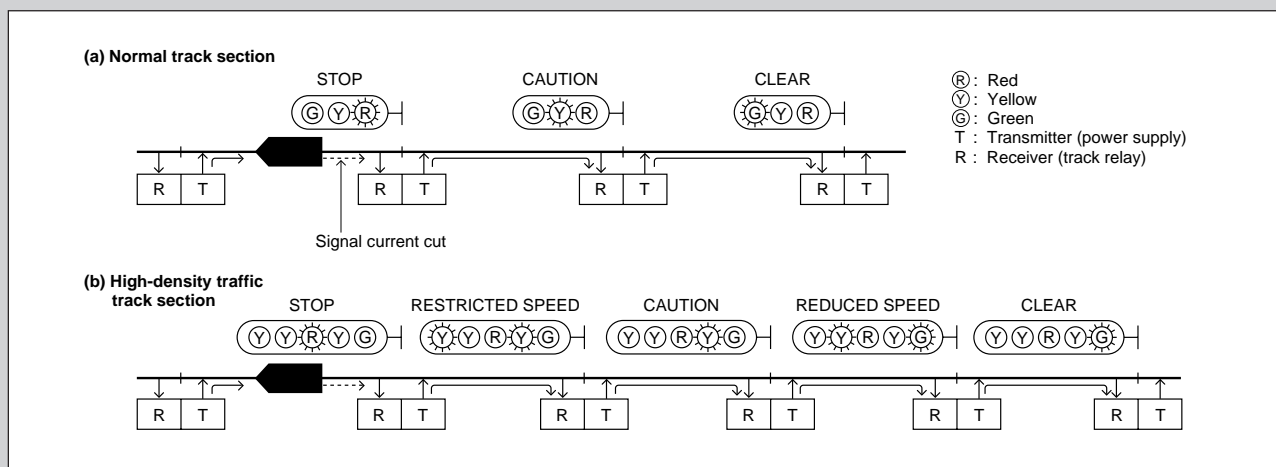 (a) Normal track section
STOP CAUTION CLEAR
G Y R G Y R G Y R
R : Red
Y : Yellow
G : Green
T : Transmitter (power supply)
R : Receiver (track relay)
R T R T R T R T
Signal current cut
(b) High-density traffic
track section
STOP RESTRICTED SPEED CAUTION REDUCED SPEED CLEAR
Y Y R Y G Y Y R Y G Y Y R Y G Y Y R Y G Y Y R Y G
R T R T R T R T R T R T